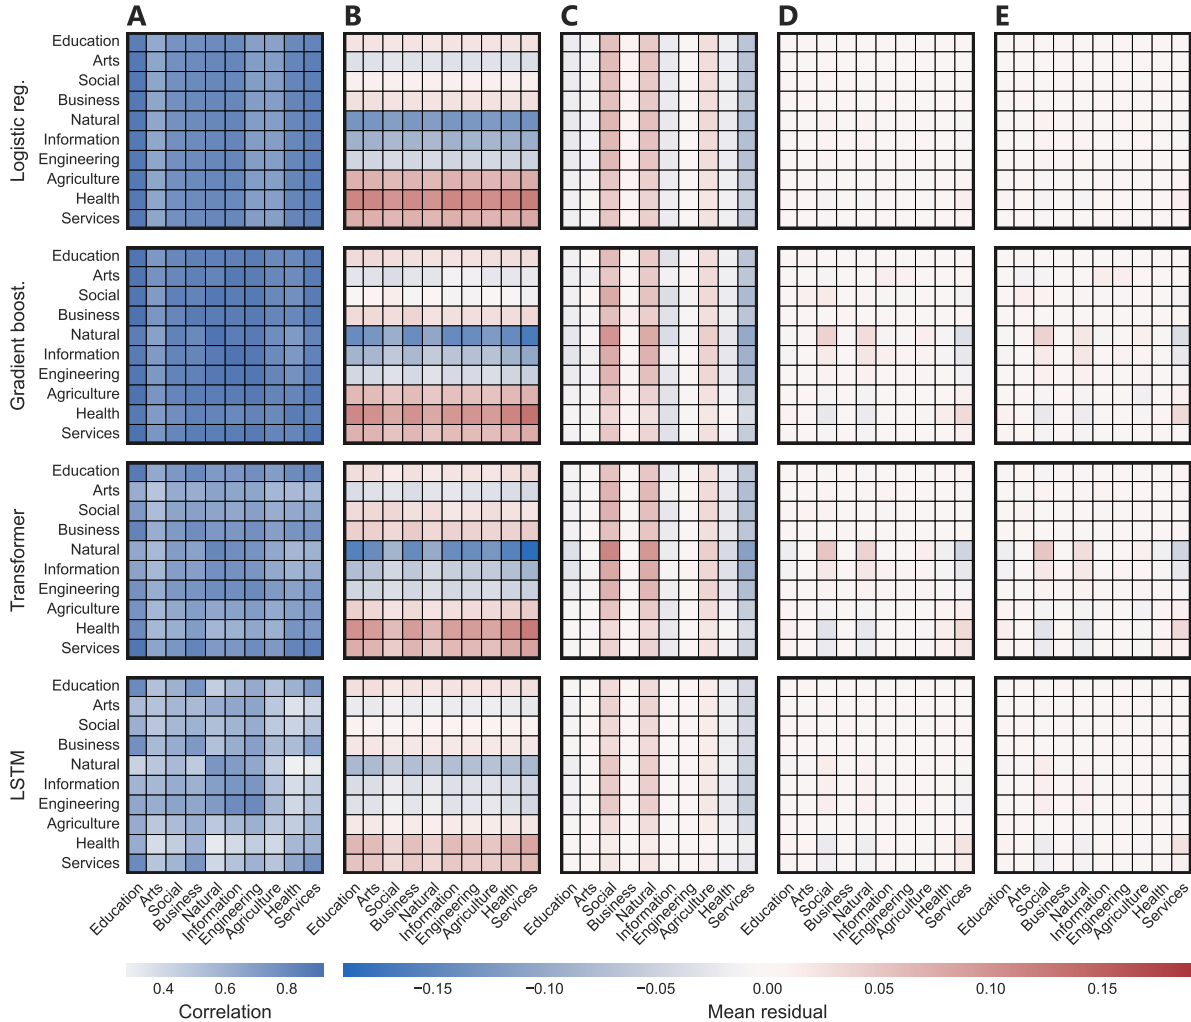 A B C D E
Logistic reg.
Education
Arts
Social
Business
Natural
Information
Engineering
Agriculture
Health
Services
Gradient boost.
Education
Arts
Social
Business
Natural
Information
Engineering
Agriculture
Health
Services
Transformer
Education
Arts
Social
Business
Natural
Information
Engineering
Agriculture
Health
Services
LSTM
Education
Arts
Social
Business
Natural
Information
Engineering
Agriculture
Health
Services
Education
Arts
Social
Business
Natural
Information
Engineering
Agriculture
Health
Services
Education
Arts
Social
Business
Natural
Information
Engineering
Agriculture
Health
Services
Education
Arts
Social
Business
Natural
Information
Engineering
Agriculture
Health
Services
Education
Arts
Social
Business
Natural
Information
Engineering
Agriculture
Health
Services
Education
Arts
Social
Business
Natural
Information
Engineering
Agriculture
Health
Services
0.4 0.6 0.8
Correlation
−0.15 −0.10 −0.05 0.00 0.05 0.10 0.15
Mean residual